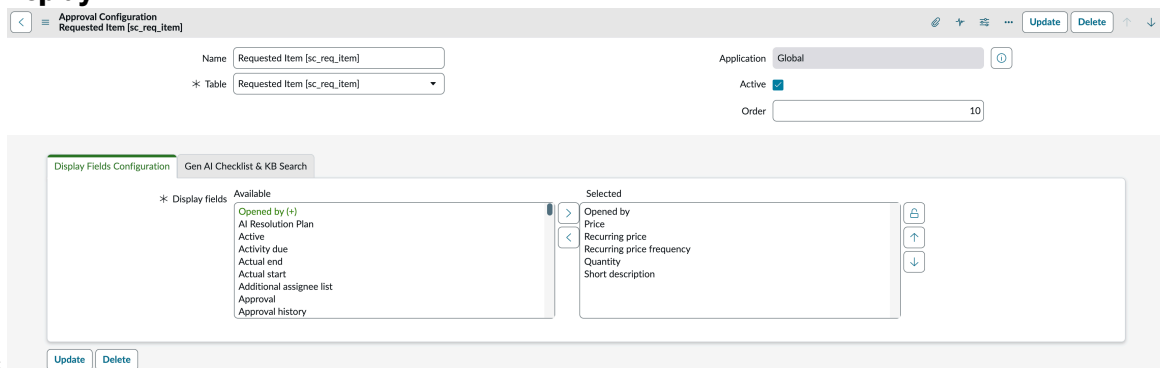 Approval Configuration
Requested Item [sc_req_item]
Update Delete
Name Requested Item [sc_req_item]
Application Global
Table Requested Item [sc_req_item]
Active
Order 10
Display Fields Configuration Gen AI Checklist & KB Search
Display fields
Available
Opened by (+)
AI Resolution Plan
Active
Activity due
Actual end
Actual start
Additional assignee list
Approval
Approval history
Selected
Opened by
Price
Recurring price
Recurring price frequency
Quantity
Short description
Update Delete